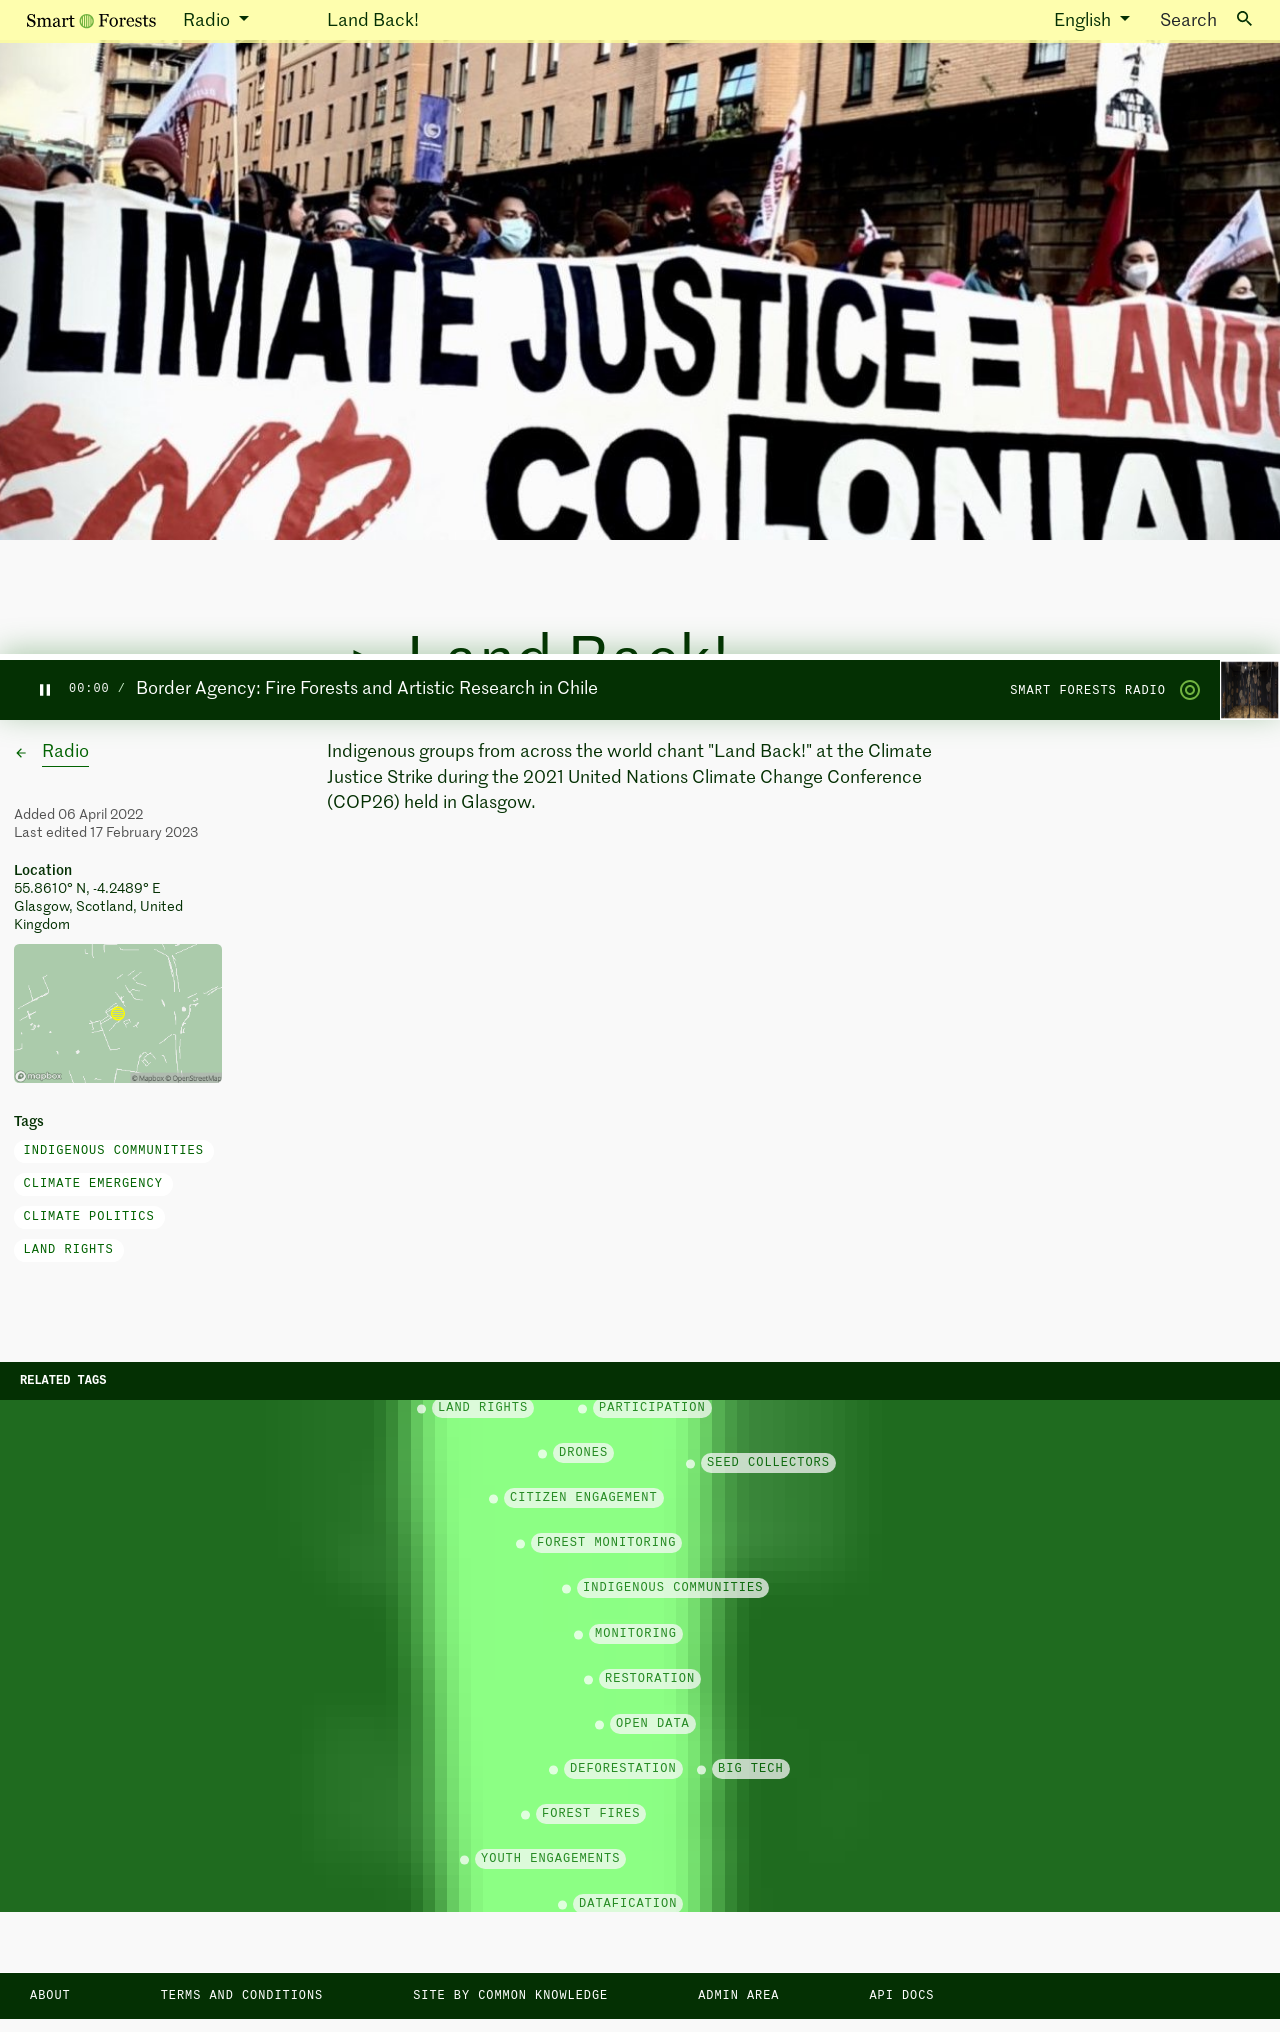 Smart Forests Radio Land Back! English Search
NO LIFE
CLIMATE JUSTICE = LAND
END COLONIAL
Land Back!
00:00 / Border Agency: Fire Forests and Artistic Research in Chile SMART FORESTS RADIO
Radio
Indigenous groups from across the world chant "Land Back!" at the Climate
Justice Strike during the 2021 United Nations Climate Change Conference
(COP26) held in Glasgow.
Added 06 April 2022
Last edited 17 February 2023
Location
55.8610° N, -4.2489° E
Glasgow, Scotland, United
Kingdom
mapbox © Mapbox © OpenStreetMap
Tags
INDIGENOUS COMMUNITIES
CLIMATE EMERGENCY
CLIMATE POLITICS
LAND RIGHTS
RELATED TAGS
LAND RIGHTS PARTICIPATION
DRONES
SEED COLLECTORS
CITIZEN ENGAGEMENT
FOREST MONITORING
INDIGENOUS COMMUNITIES
MONITORING
RESTORATION
OPEN DATA
DEFORESTATION BIG TECH
FOREST FIRES
YOUTH ENGAGEMENTS
DATAFICATION
ABOUT TERMS AND CONDITIONS SITE BY COMMON KNOWLEDGE ADMIN AREA API DOCS